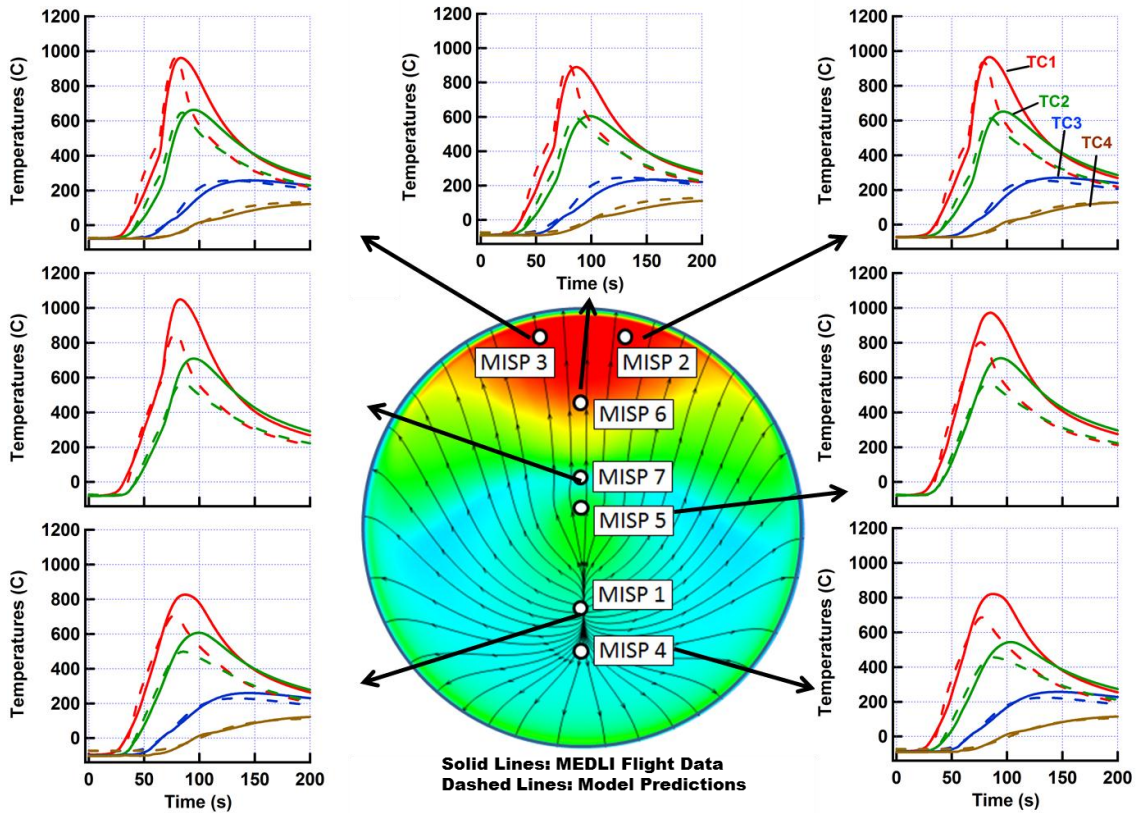 1200
1000
800
600
400
200
0
Temperatures (C)
1200
1000
800
600
400
200
0
Temperatures (C)
0
50
100
150
200
Time (s)
1200
1000
800
600
400
200
0
Temperatures (C)
TC1
TC2
TC3
TC4
1200
1000
800
600
400
200
0
Temperatures (C)
MISP 3
MISP 2
MISP 6
MISP 7
MISP 5
MISP 1
MISP 4
1200
1000
800
600
400
200
0
Temperatures (C)
1200
1000
800
600
400
200
0
Temperatures (C)
0
50
100
150
200
Time (s)
Solid Lines: MEDLI Flight Data
Dashed Lines: Model Predictions
1200
1000
800
600
400
200
0
Temperatures (C)
0
50
100
150
200
Time (s)